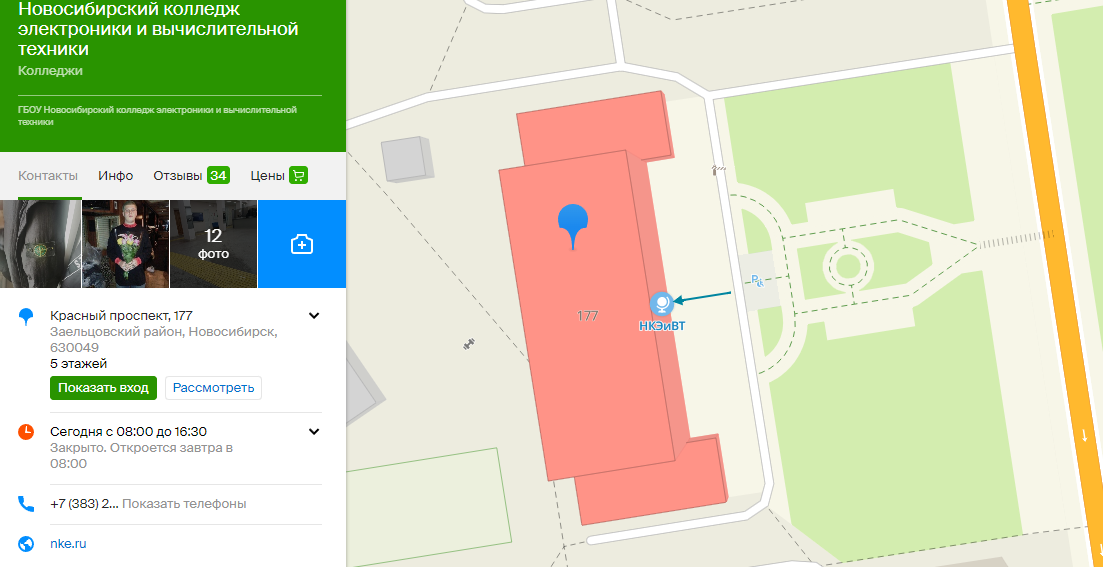 Новосибирский колледж
электроники и вычислительной
техники
Колледжи
ГБОУ Новосибирский колледж электроники и вычислительной
техники
Контакты Инфо Отзывы 34 Цены
12
фото
Красный проспект, 177
Заельцовский район, Новосибирск,
630049
5 этажей
Показать вход Рассмотреть
Сегодня с 08:00 до 16:30
Закрыто. Откроется завтра в
08:00
+7 (383) 2... Показать телефоны
nke.ru
177
НКЭиВТ
P